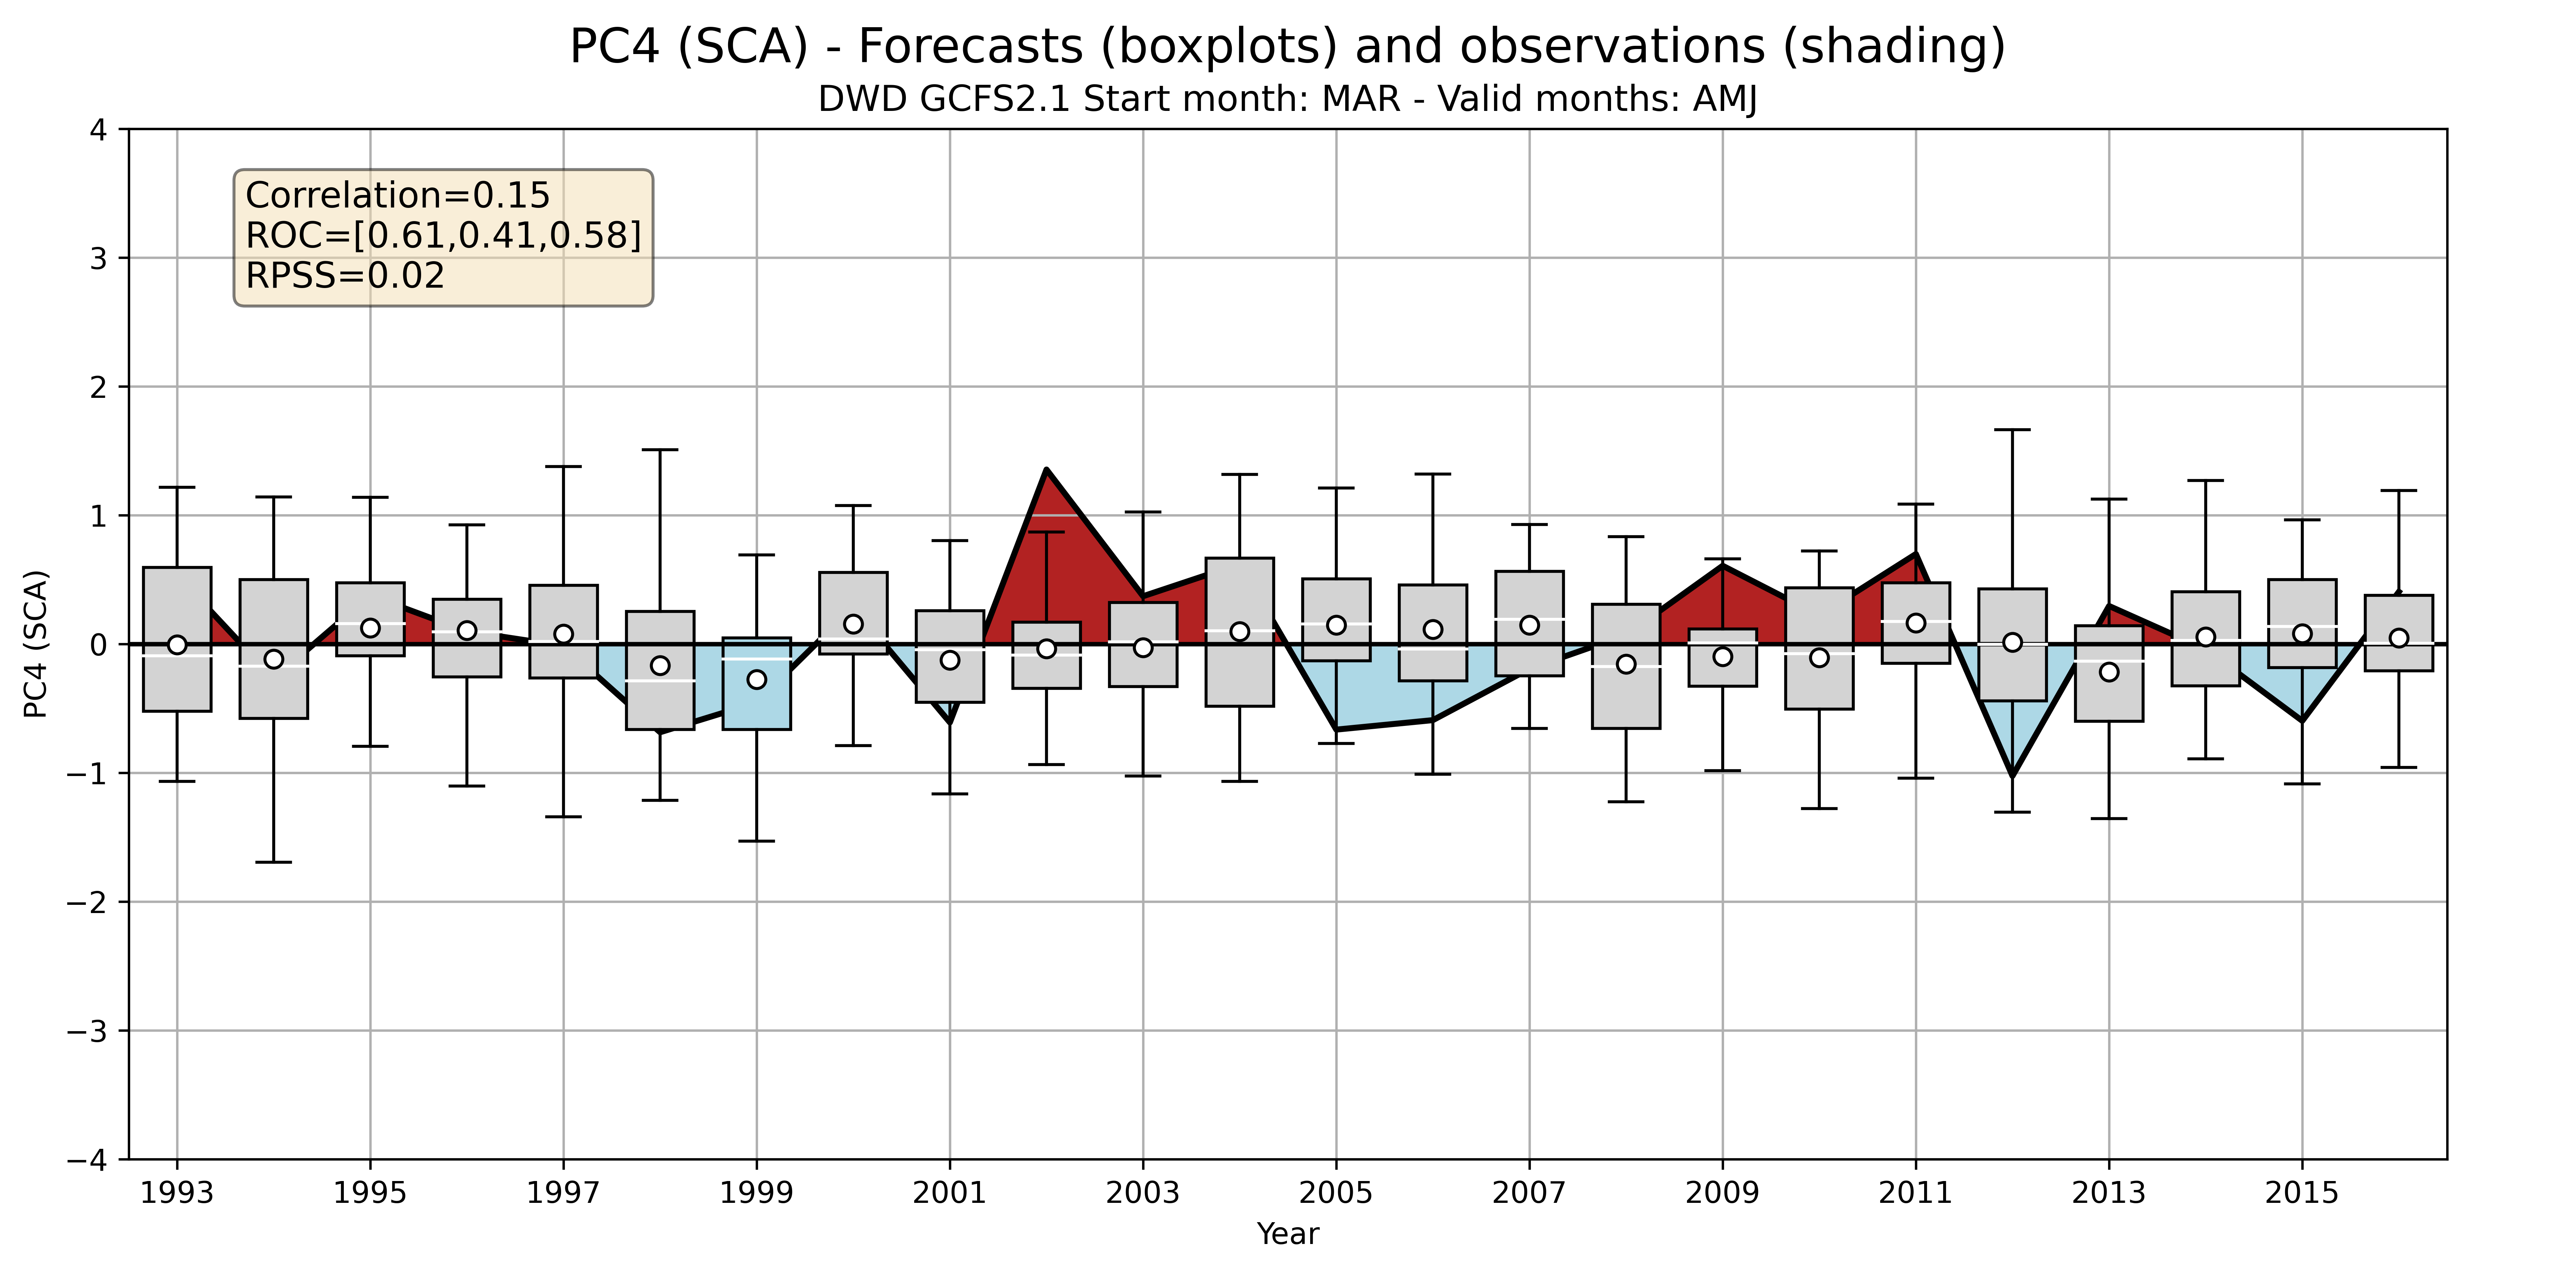 PC4 (SCA) - Forecasts (boxplots) and observations (shading)
DWD GCFS2.1 Start month: MAR - Valid months: AMJ
Correlation=0.15
ROC=[0.61,0.41,0.58]
RPSS=0.02
PC4 (SCA)
4
3
2
1
0
−1
−2
−3
−4
1993 1995 1997 1999 2001 2003 2005 2007 2009 2011 2013 2015
Year